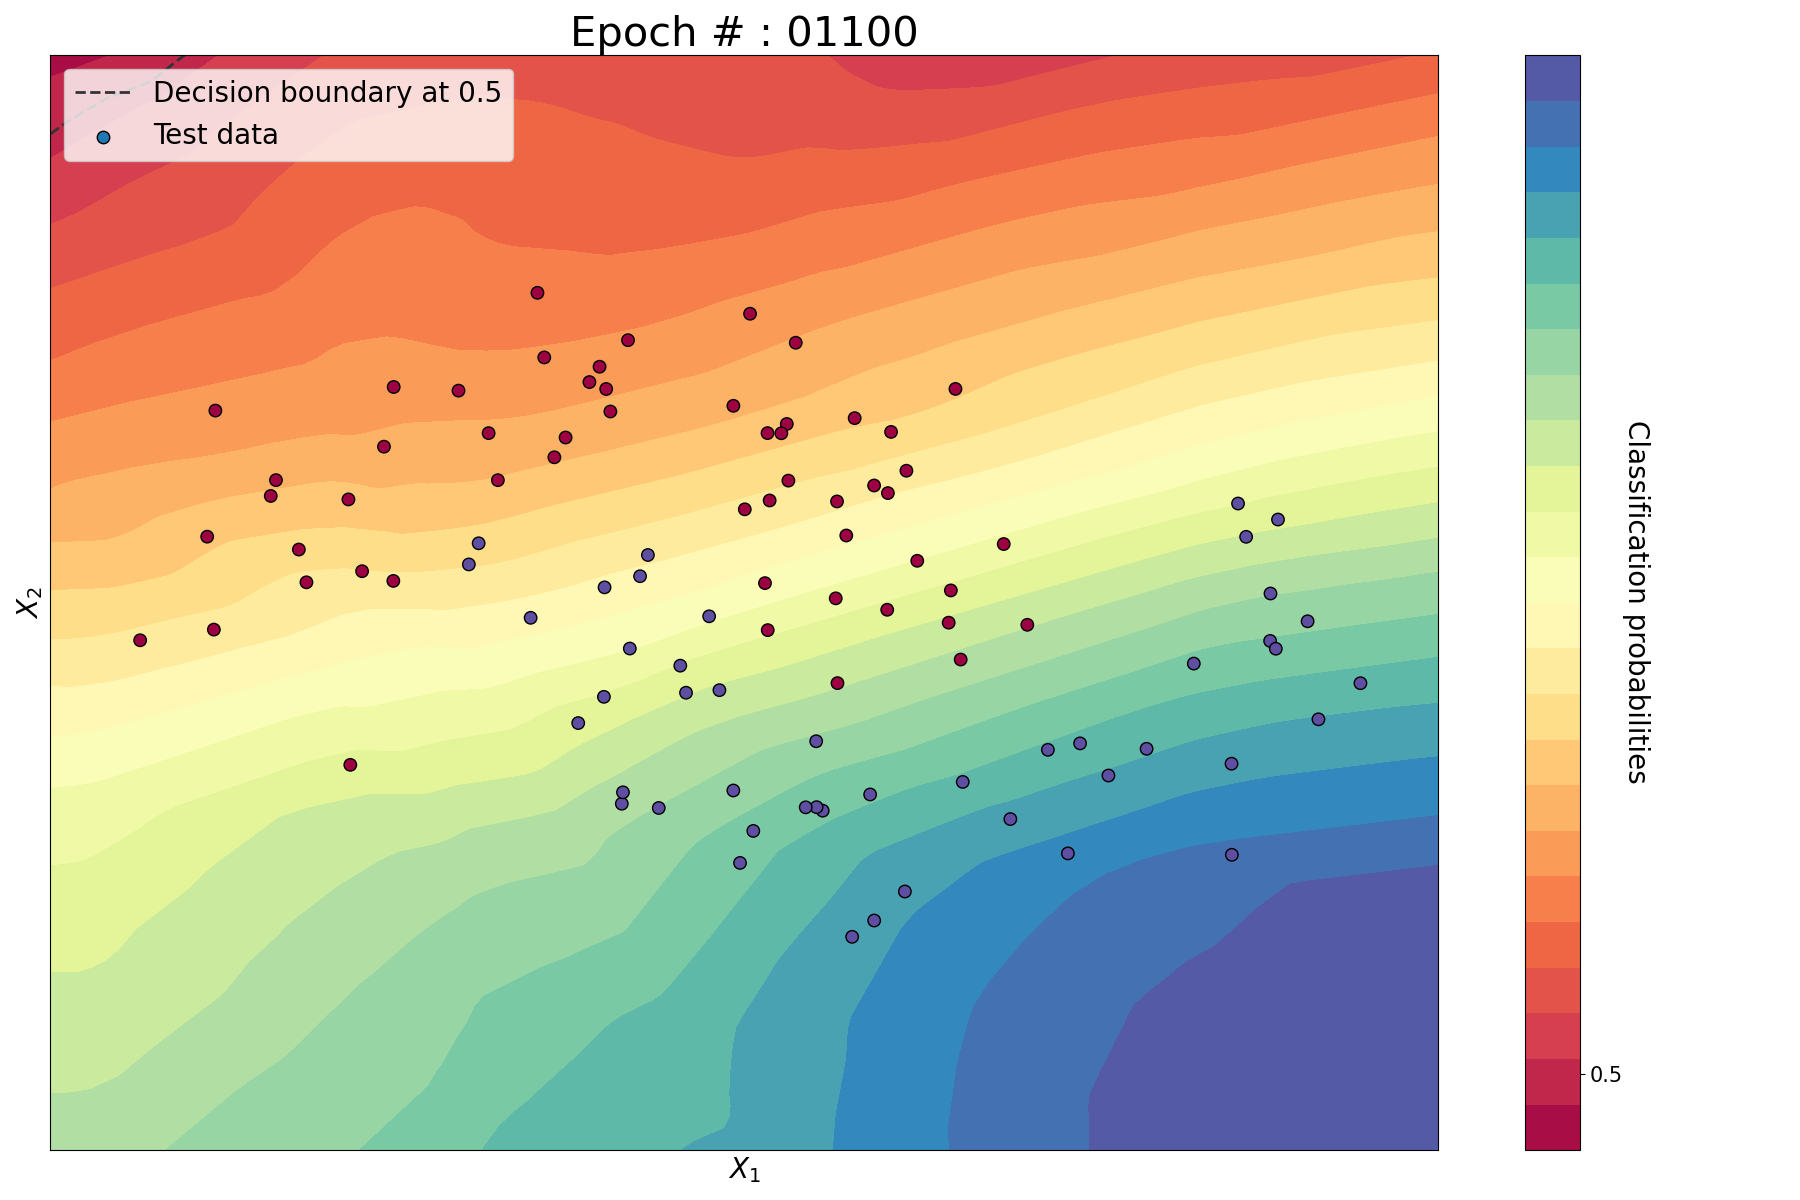 Epoch # : 01100
Decision boundary at 0.5
Test data
X₂
X₁
0.5
Classification probabilities